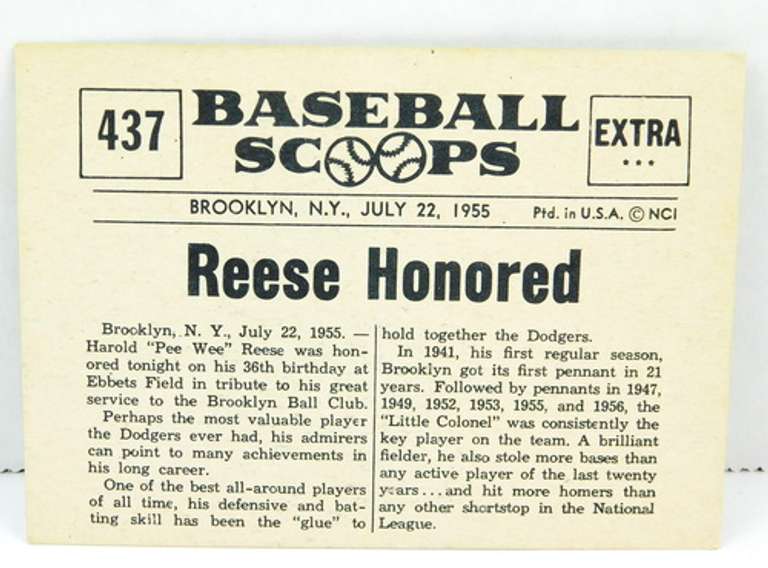 437
BASEBALL
SCOOPS
EXTRA
...
BROOKLYN, N.Y., JULY 22, 1955 Ptd. in U.S.A. © NCI
Reese Honored
Brooklyn, N. Y., July 22, 1955. —
Harold "Pee Wee" Reese was hon-
ored tonight on his 36th birthday at
Ebbets Field in tribute to his great
service to the Brooklyn Ball Club.
Perhaps the most valuable player
the Dodgers ever had, his admirers
can point to many achievements in
his long career.
One of the best all-around players
of all time, his defensive and bat-
ting skill has been the "glue" to
hold together the Dodgers.
In 1941, his first regular season,
Brooklyn got its first pennant in 21
years. Followed by pennants in 1947,
1949, 1952, 1953, 1955, and 1956, the
"Little Colonel" was consistently the
key player on the team. A brilliant
fielder, he also stole more bases than
any active player of the last twenty
years...and hit more homers than
any other shortstop in the National
League.